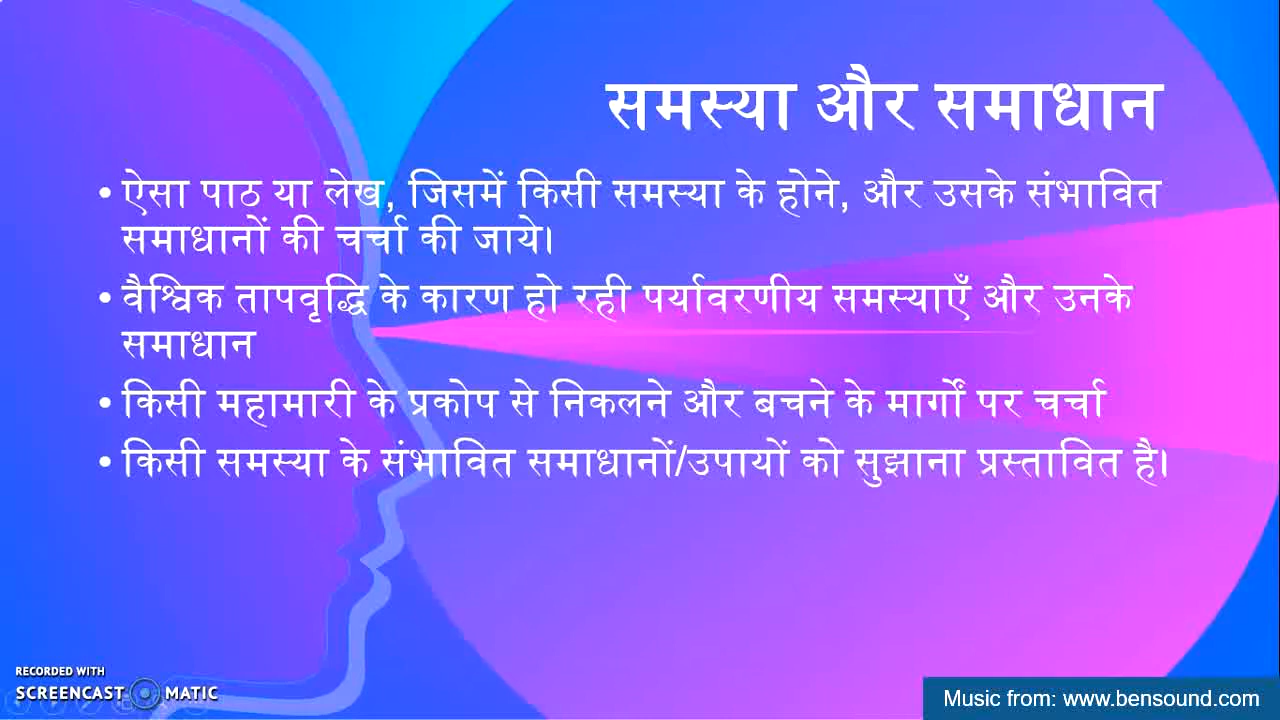 समस्या और समाधान
• ऐसा पाठ या लेख, जिसमें किसी समस्या के होने, और उसके संभावित
समाधानों की चर्चा की जाये।
• वैश्विक तापवृद्धि के कारण हो रही पर्यावरणीय समस्याएँ और उनके
समाधान
• किसी महामारी के प्रकोप से निकलने और बचने के मार्गों पर चर्चा
• किसी समस्या के संभावित समाधानों/उपायों को सुझाना प्रस्तावित है।
RECORDED WITH
SCREENCAST MATIC
Music from: www.bensound.com